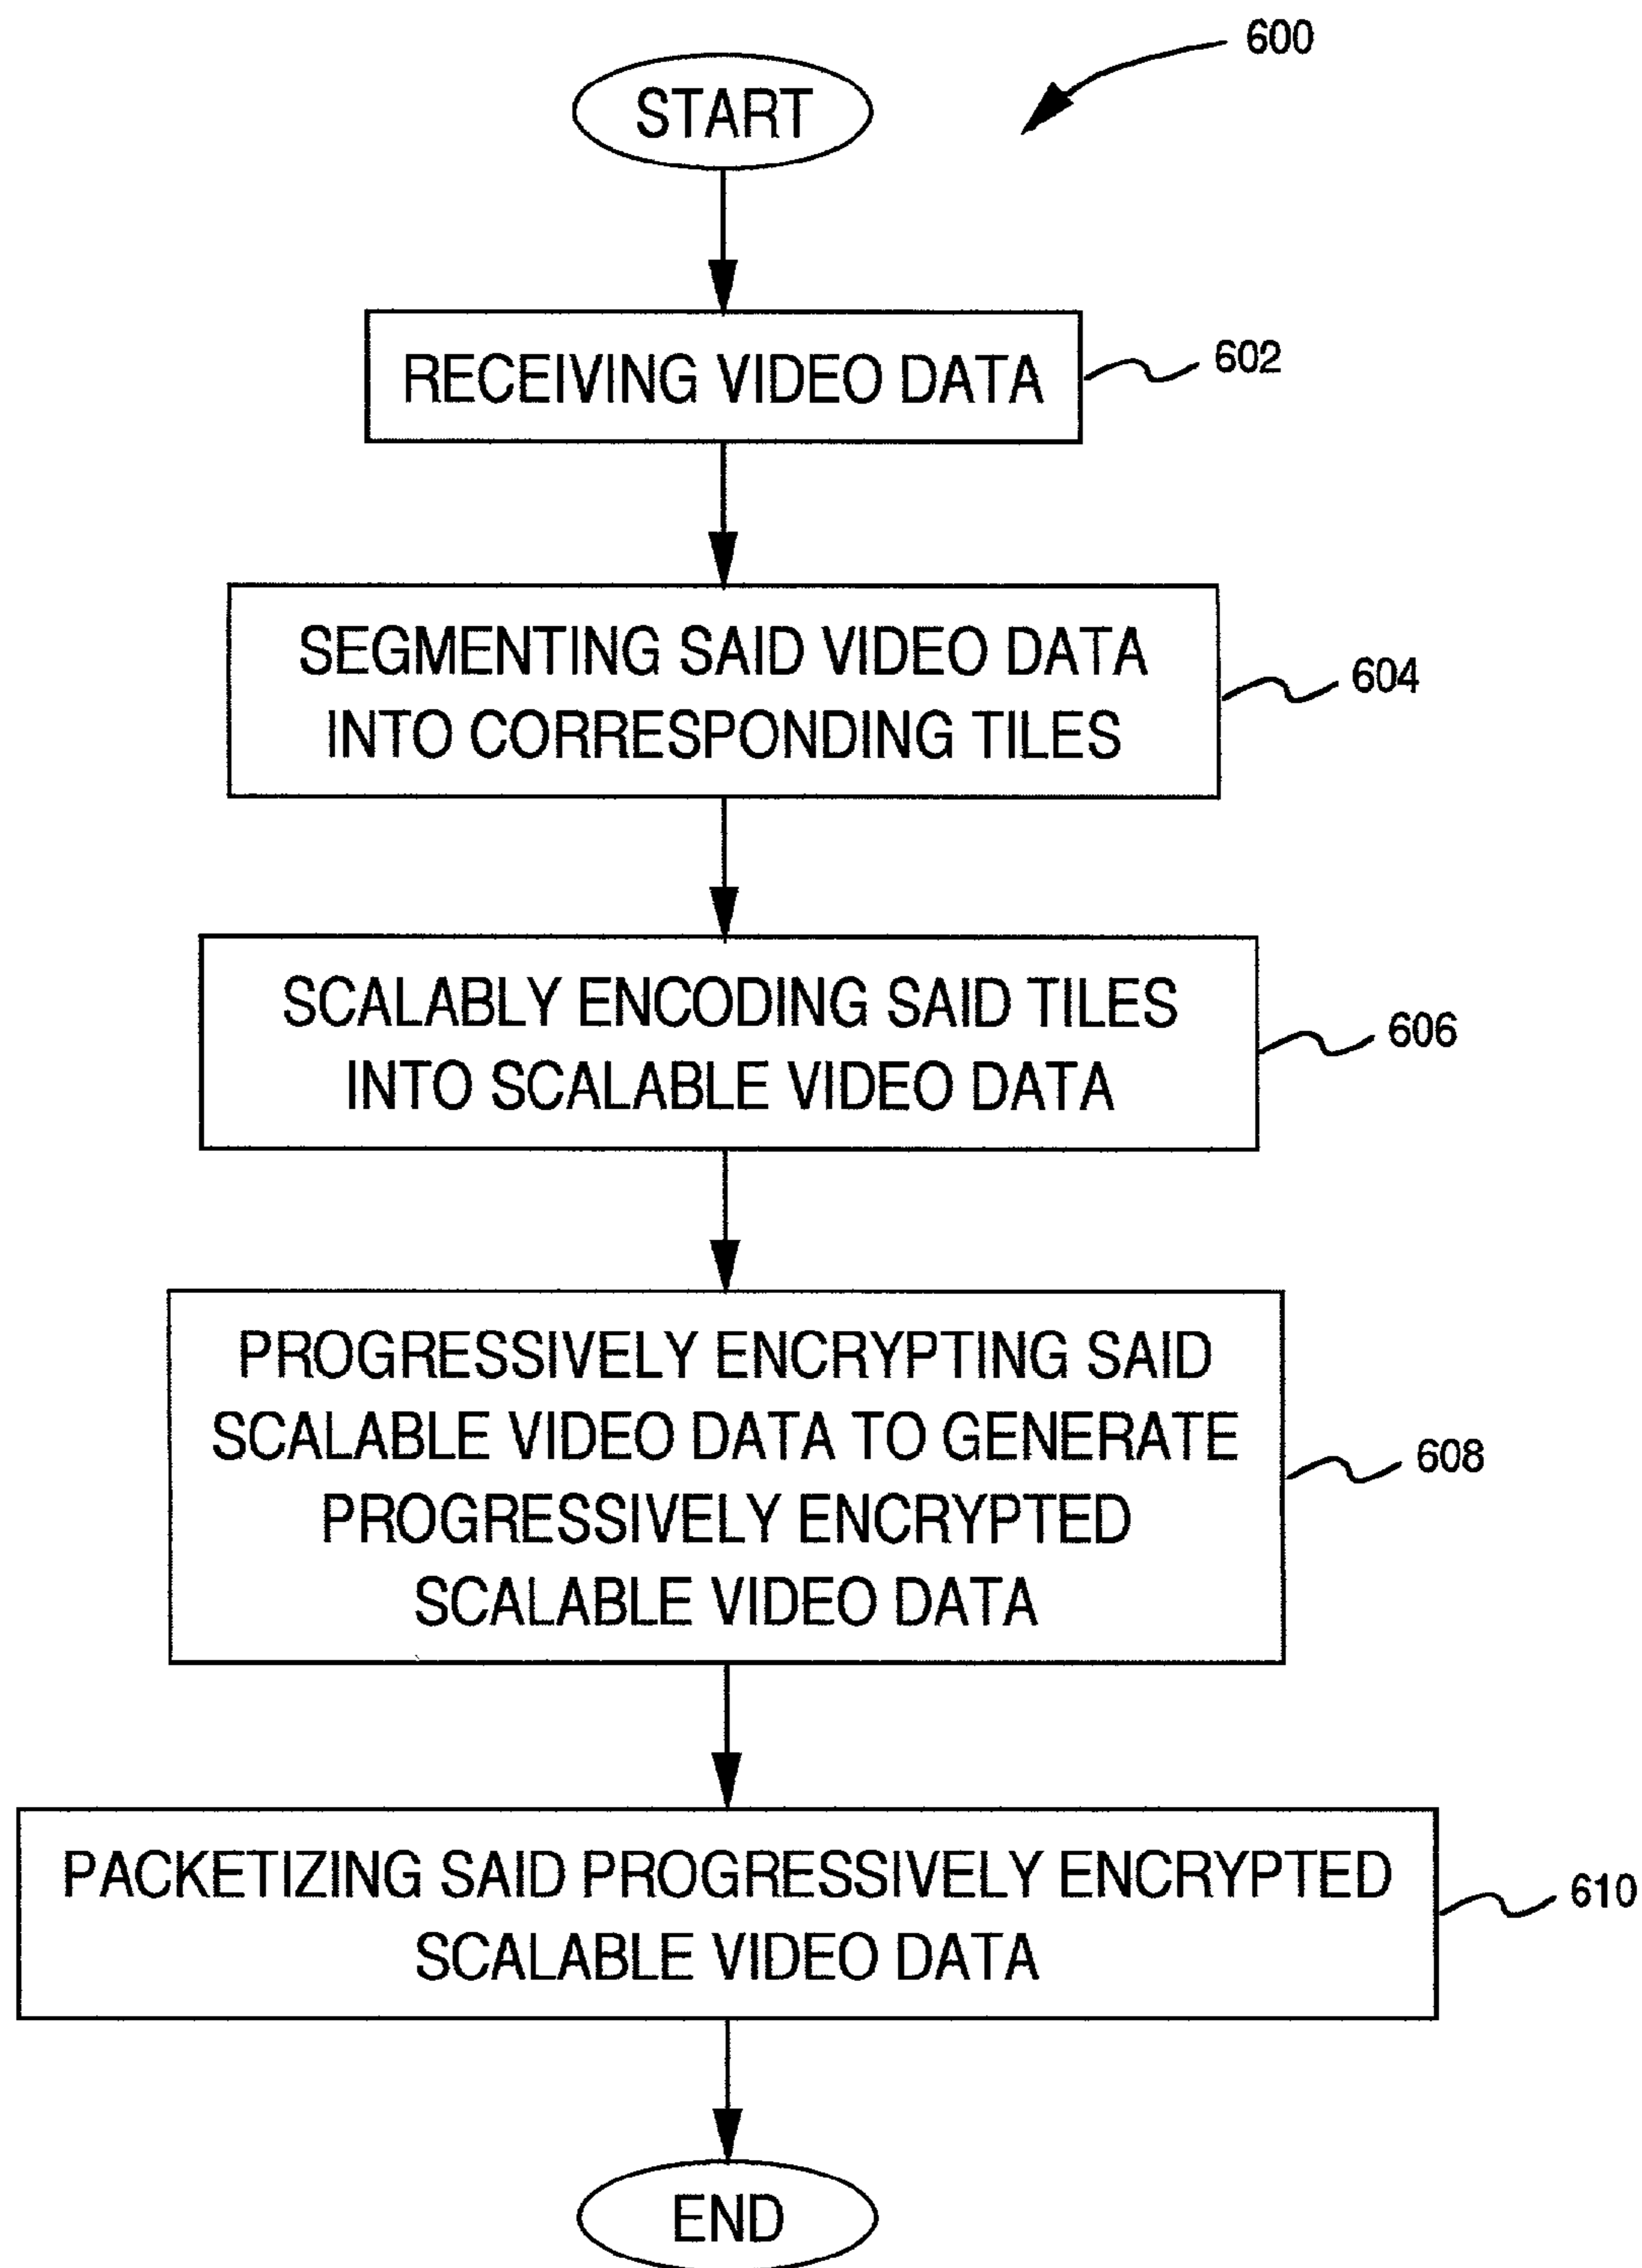 600
START
RECEIVING VIDEO DATA
602
SEGMENTING SAID VIDEO DATA
INTO CORRESPONDING TILES
604
SCALABLY ENCODING SAID TILES
INTO SCALABLE VIDEO DATA
606
PROGRESSIVELY ENCRYPTING SAID
SCALABLE VIDEO DATA TO GENERATE
PROGRESSIVELY ENCRYPTED
SCALABLE VIDEO DATA
608
PACKETIZING SAID PROGRESSIVELY ENCRYPTED
SCALABLE VIDEO DATA
610
END